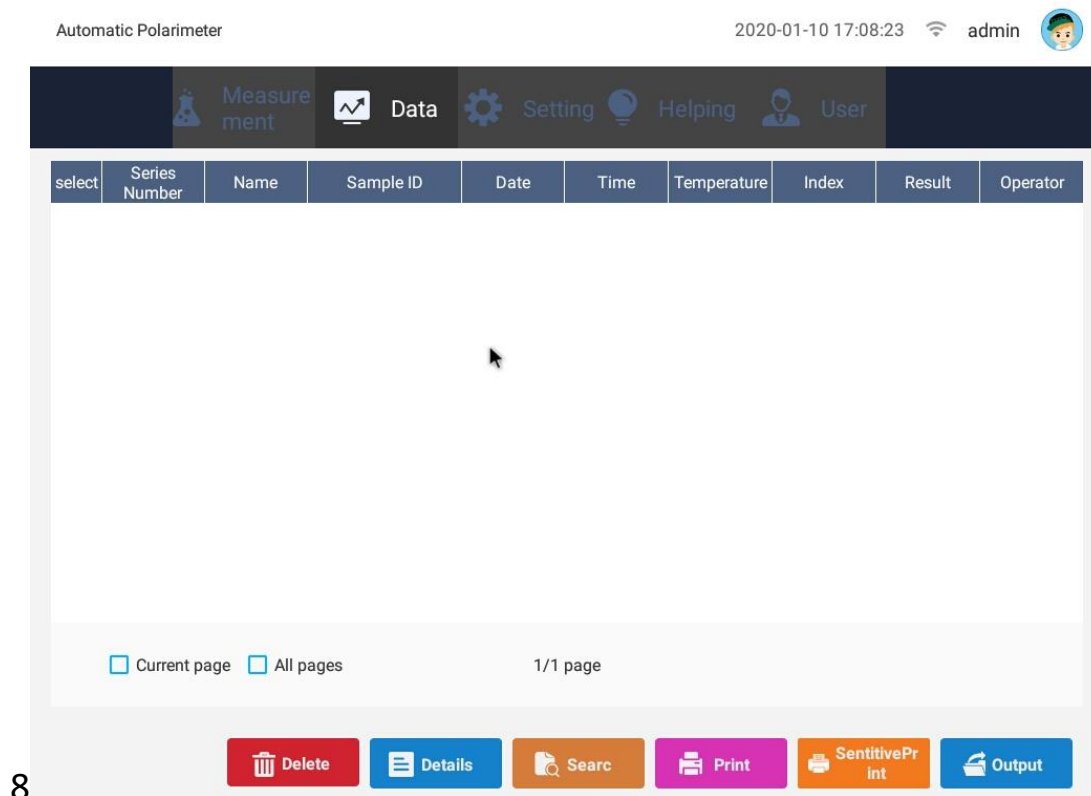 Automatic Polarimeter 2020-01-10 17:08:23 admin
Measure
ment
Data
Setting
Helping
User
select
Series
Number
Name
Sample ID
Date
Time
Temperature
Index
Result
Operator
Current page
All pages
1/1 page
Delete
Details
Searc
Print
SentitivePr
int
Output
8